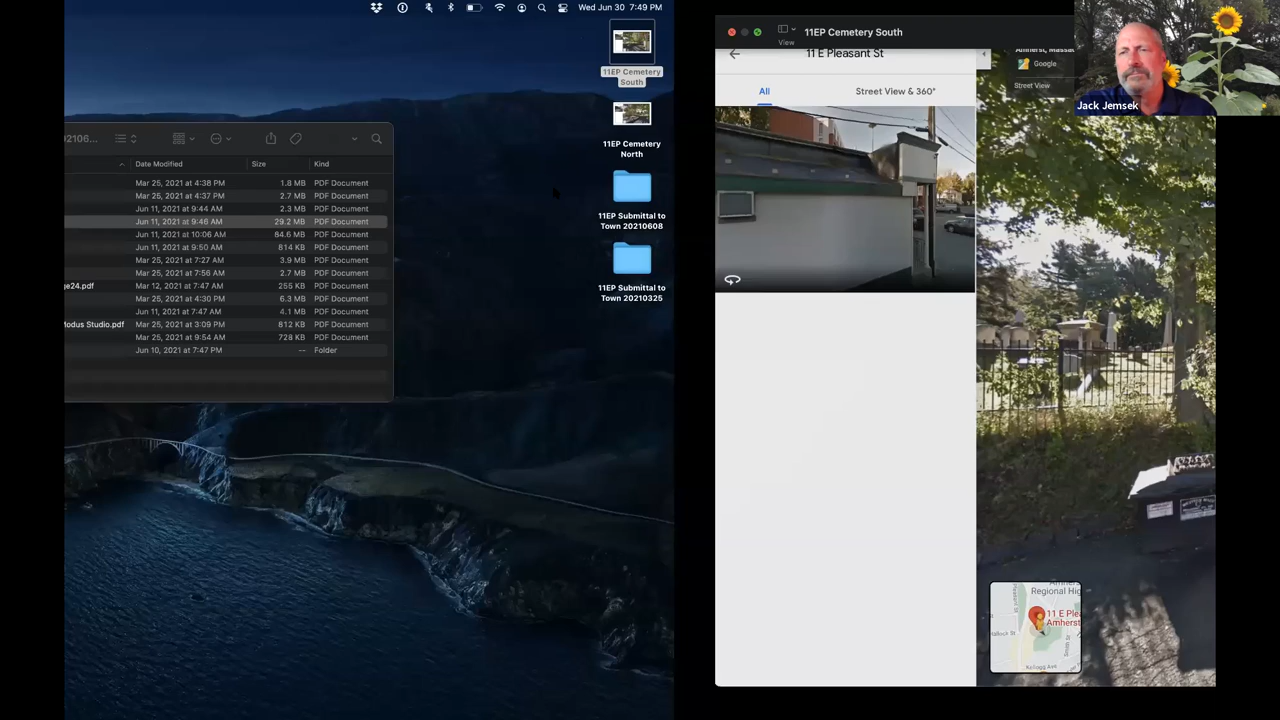 Wed Jun 30 7:49 PM
11EP Cemetery
South
11EP Cemetery
North
11EP Submittal to
Town 20210608
11EP Submittal to
Town 20210325
02106...
Date Modified Size Kind
Mar 25, 2021 at 4:38 PM 1.8 MB PDF Document
Mar 25, 2021 at 4:37 PM 2.7 MB PDF Document
Jun 11, 2021 at 9:44 AM 2.3 MB PDF Document
Jun 11, 2021 at 9:46 AM 29.2 MB PDF Document
Jun 11, 2021 at 10:06 AM 84.6 MB PDF Document
Jun 11, 2021 at 9:50 AM 814 KB PDF Document
Mar 25, 2021 at 7:27 AM 3.9 MB PDF Document
Mar 25, 2021 at 7:56 AM 2.7 MB PDF Document
ge24.pdf Mar 12, 2021 at 7:47 AM 255 KB PDF Document
Mar 25, 2021 at 4:30 PM 6.3 MB PDF Document
Jun 11, 2021 at 7:47 AM 4.1 MB PDF Document
Modus Studio.pdf Mar 25, 2021 at 3:09 PM 812 KB PDF Document
Mar 25, 2021 at 9:54 AM 728 KB PDF Document
Jun 10, 2021 at 7:47 PM -- Folder
View
11EP Cemetery South
11 E Pleasant St
All Street View & 360°
Amherst, Massac
Google
Street View
Jack Jemsek
Amhers
Regional Hig
11 E Plea
Amherst
Kellogg Ave